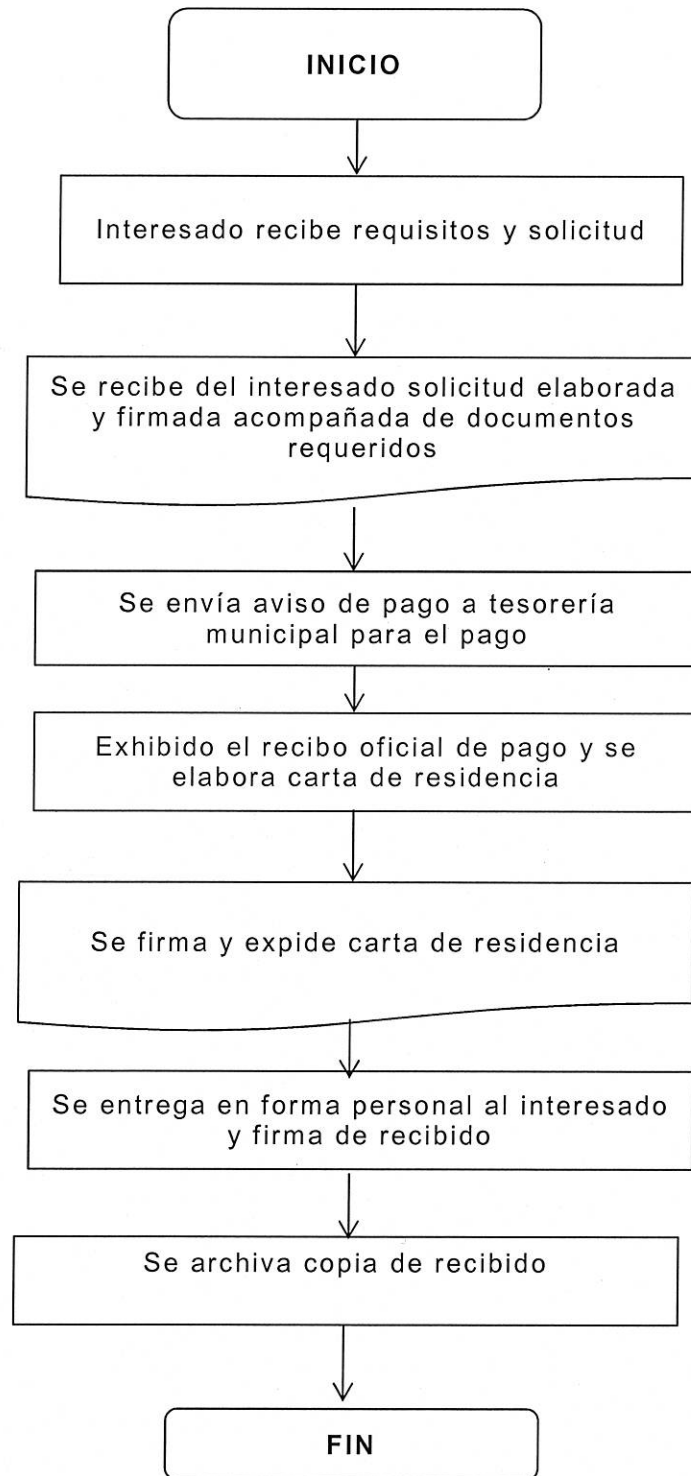 INICIO
Interesado recibe requisitos y solicitud
Se recibe del interesado solicitud elaborada
y firmada acompañada de documentos
requeridos
Se envía aviso de pago a tesorería
municipal para el pago
Exhibido el recibo oficial de pago y se
elabora carta de residencia
Se firma y expide carta de residencia
Se entrega en forma personal al interesado
y firma de recibido
Se archiva copia de recibido
FIN